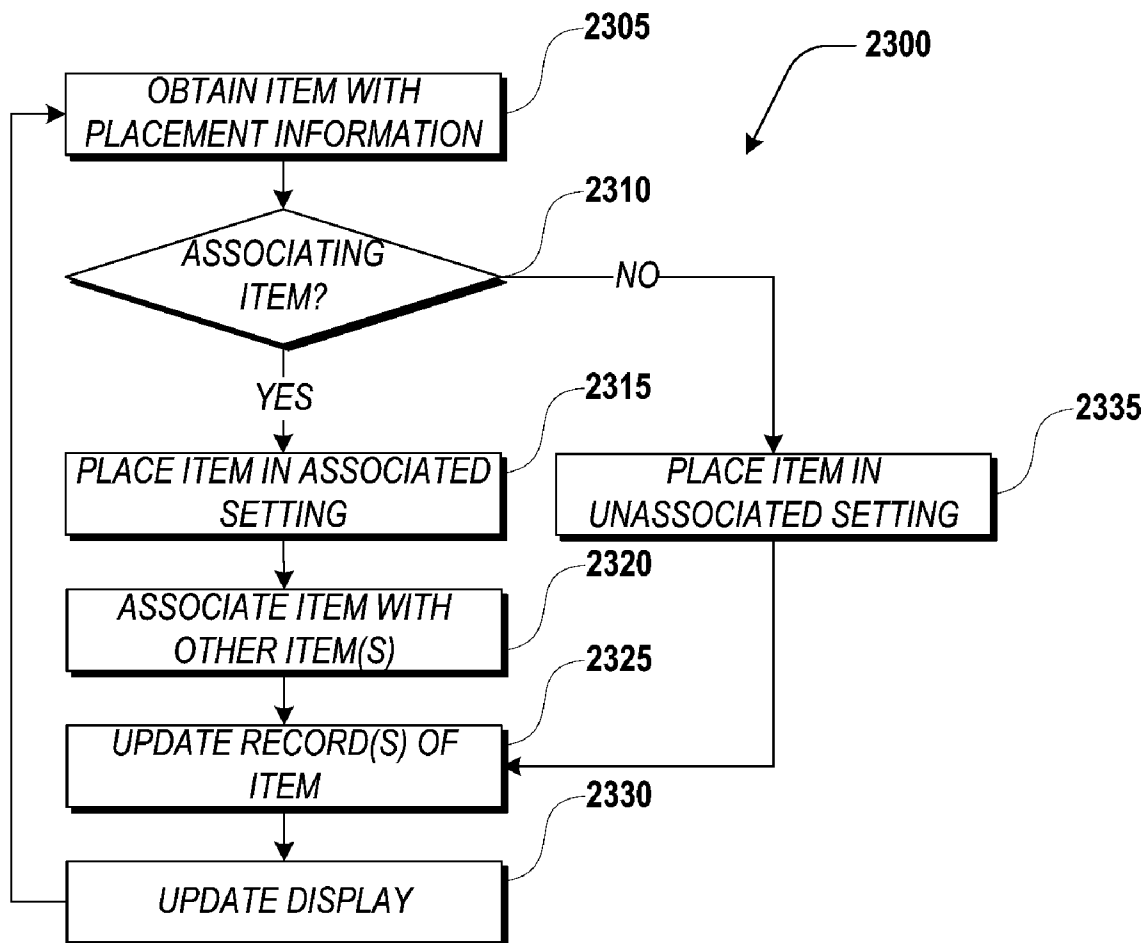 2305
2300
OBTAIN ITEM WITH
PLACEMENT INFORMATION
2310
ASSOCIATING
ITEM?
NO
YES
2315
2335
PLACE ITEM IN ASSOCIATED
SETTING
PLACE ITEM IN
UNASSOCIATED SETTING
2320
ASSOCIATE ITEM WITH
OTHER ITEM(S)
2325
UPDATE RECORD(S) OF
ITEM
2330
UPDATE DISPLAY